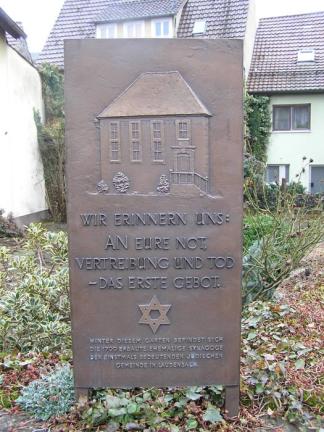 WIR ERINNERN UNS:
AN EURE NOT,
VERTREIBUNG UND TOD
– DAS ERSTE GEBOT.
HINTER DIESEM GARTEN BEFINDET SICH
DIE 1799 ERBAUTE EHEMALIGE SYNAGOGE
DER EINSTMALS BEDEUTENDEN JÜDISCHEN
GEMEINDE IN LAUDENBACH.